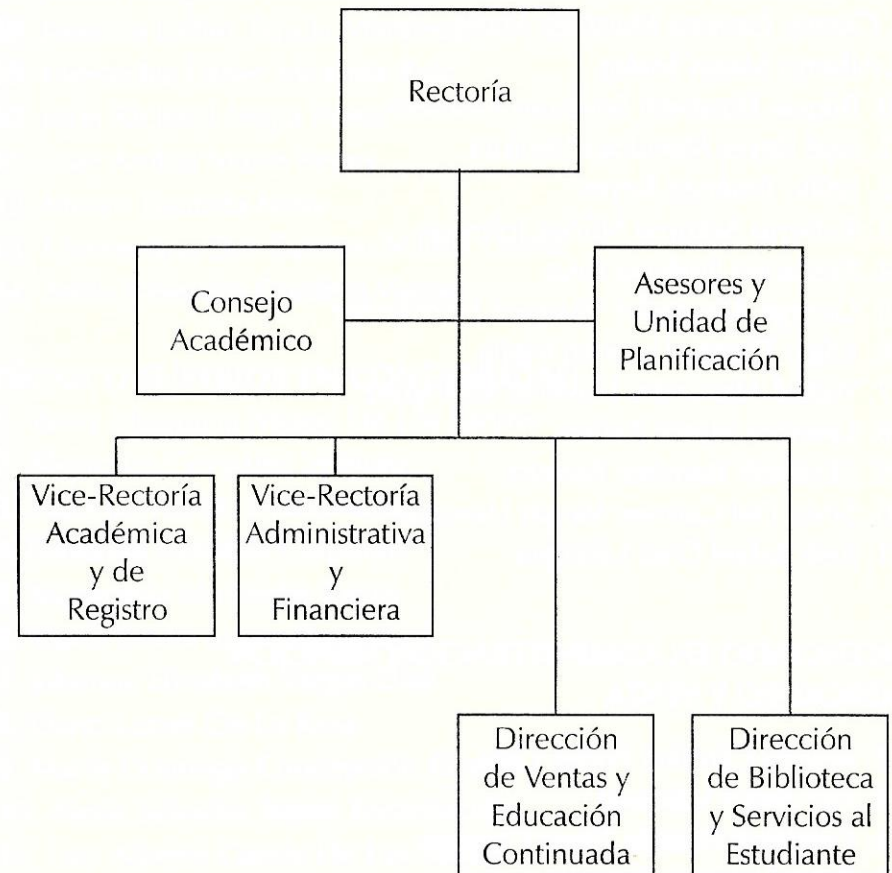 Rectoría
Consejo
Académico
Asesores y
Unidad de
Planificación
Vice-Rectoría
Académica
y de
Registro
Vice-Rectoría
Administrativa
y
Financiera
Dirección
de Ventas y
Educación
Continuada
Dirección
de Biblioteca
y Servicios al
Estudiante